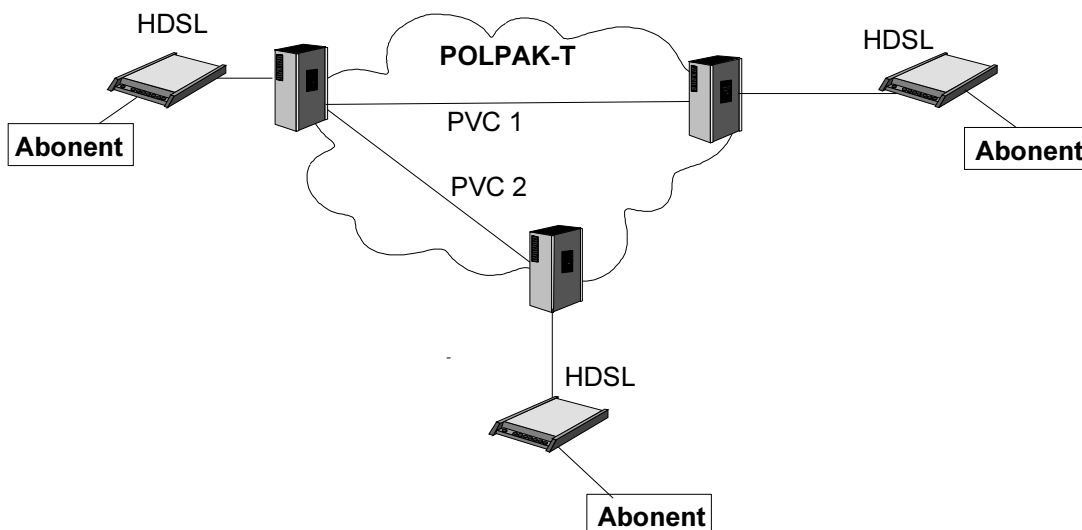 HDSL
POLPAK-T
HDSL
Abonent
PVC 1
Abonent
PVC 2
HDSL
Abonent